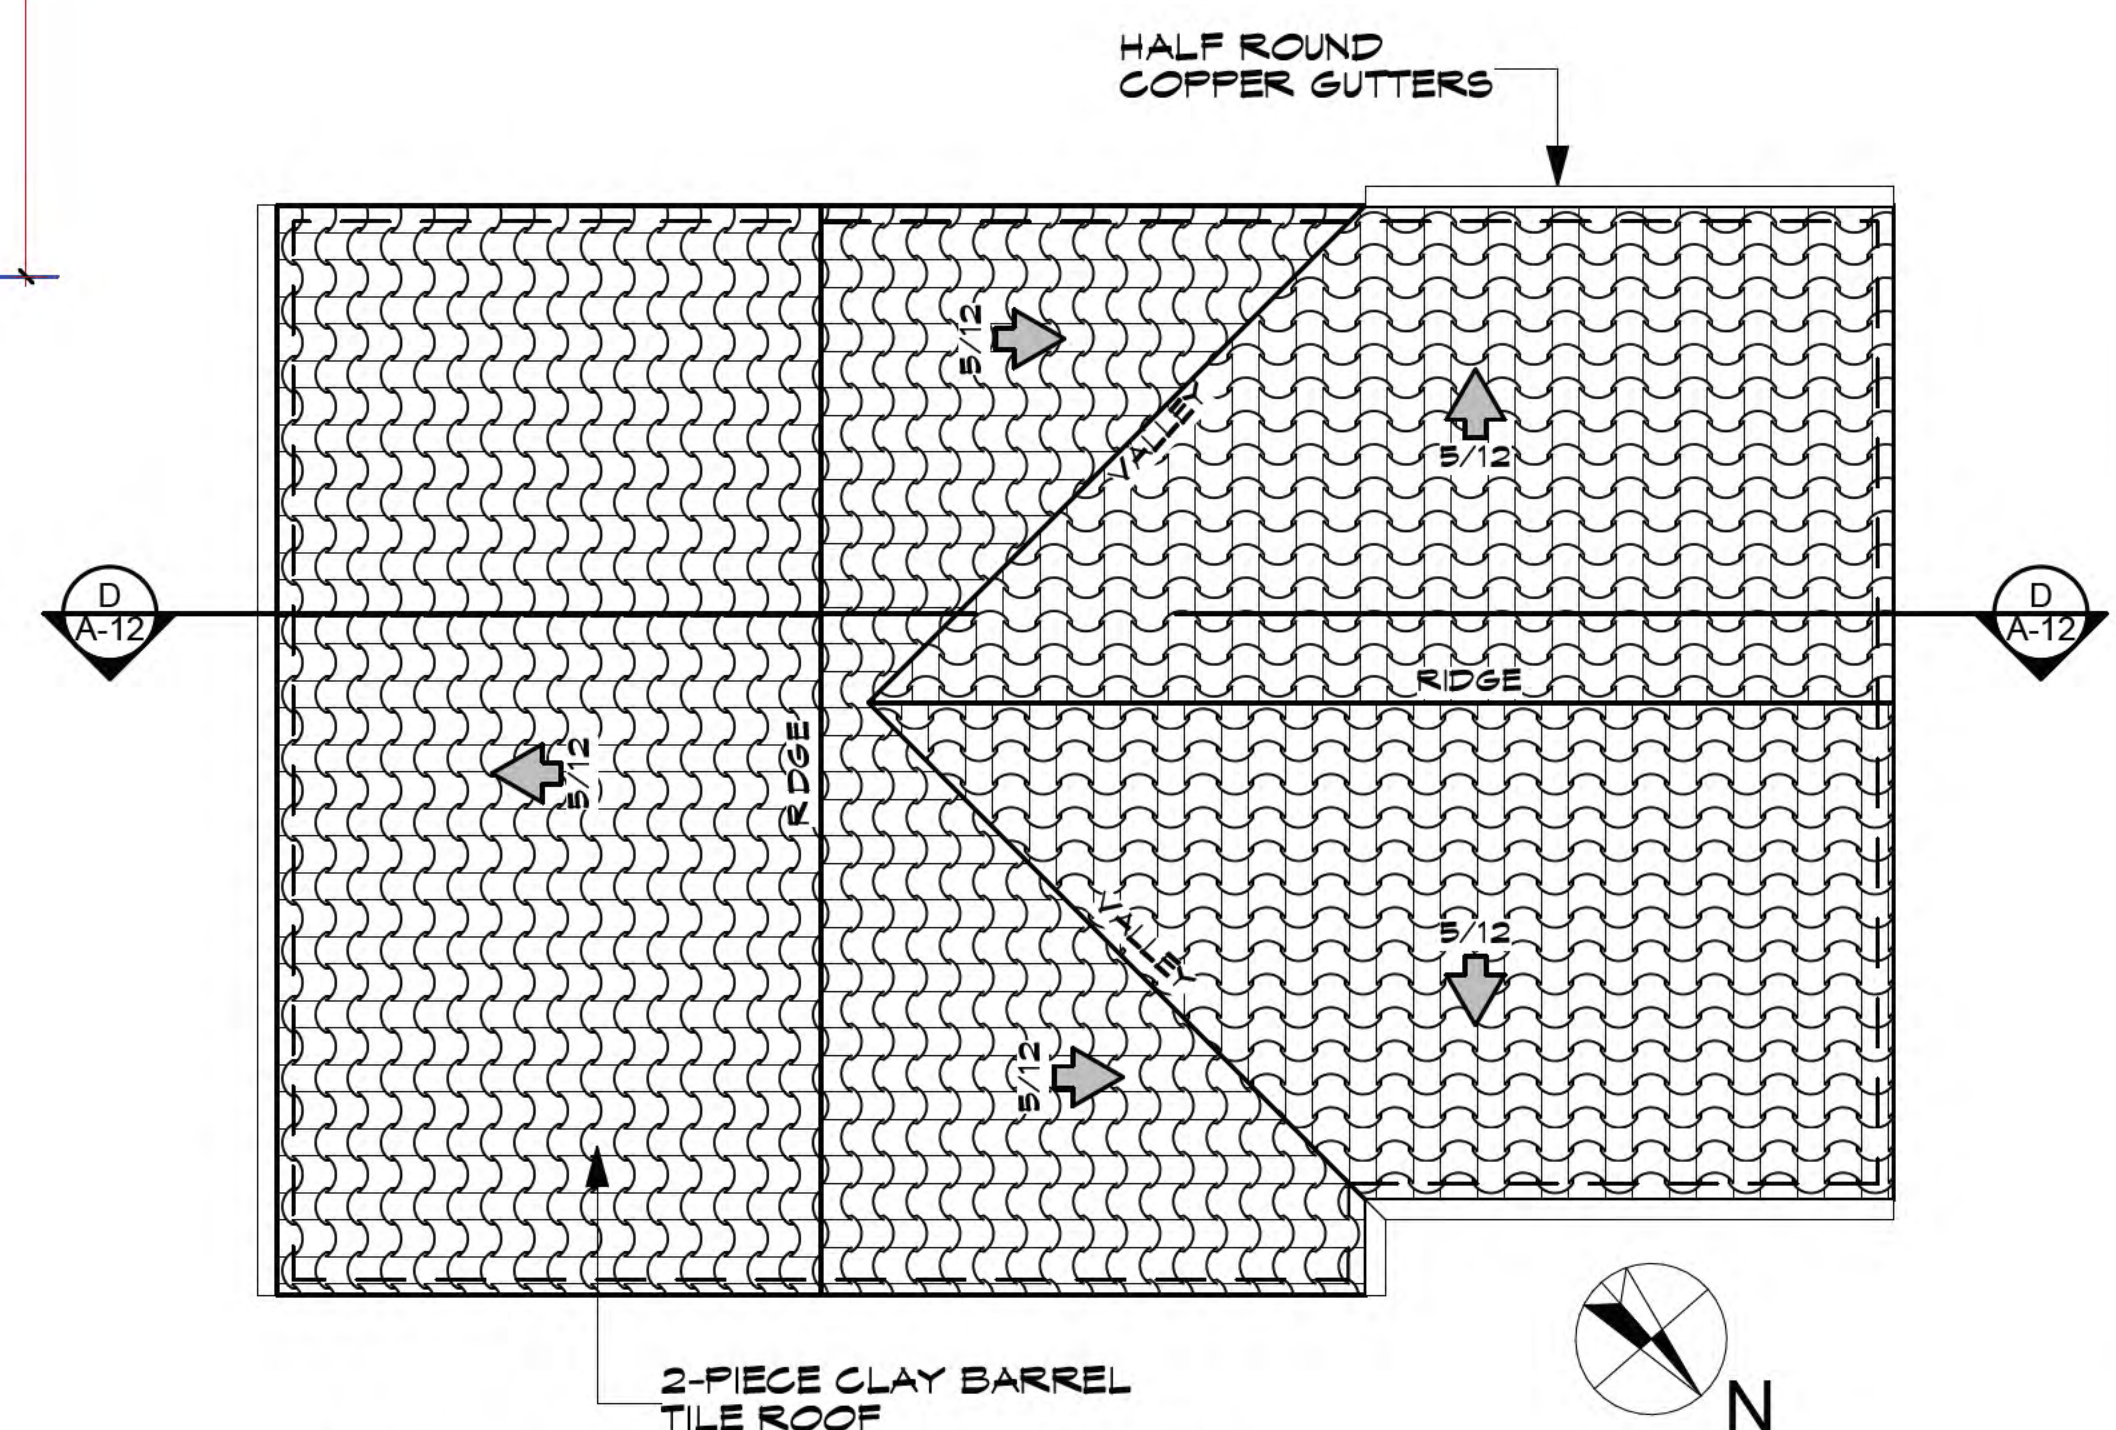 HALF ROUND
COPPER GUTTERS
5/12
VALLEY
5/12
D
A-12
D
A-12
RIDGE
RIDGE
5/12
VALLEY
5/12
5/12
2-PIECE CLAY BARREL
TILE ROOF
N